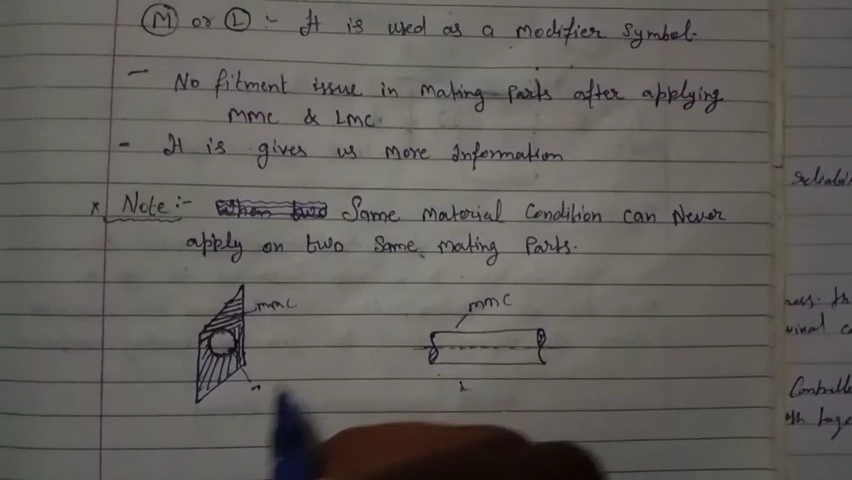 Ⓜ or Ⓛ :- It is used as a modifier symbol.
- No fitment issue in mating parts after applying
MMC & LMC.
- It is gives us more information
x Note:- Same material condition can never
apply on two same mating parts.
MMC
MMC